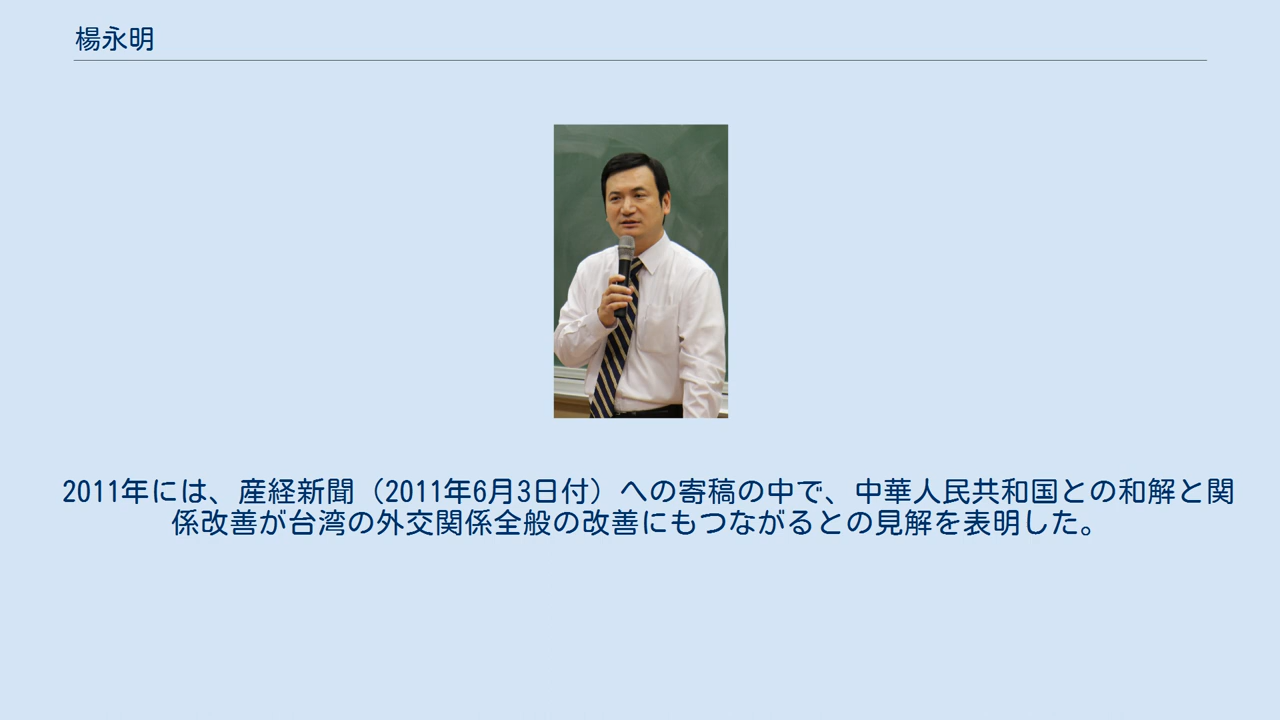 楊永明
2011年には、産経新聞（2011年6月3日付）への寄稿の中で、中華人民共和国との和解と関
係改善が台湾の外交関係全般の改善にもつながるとの見解を表明した。